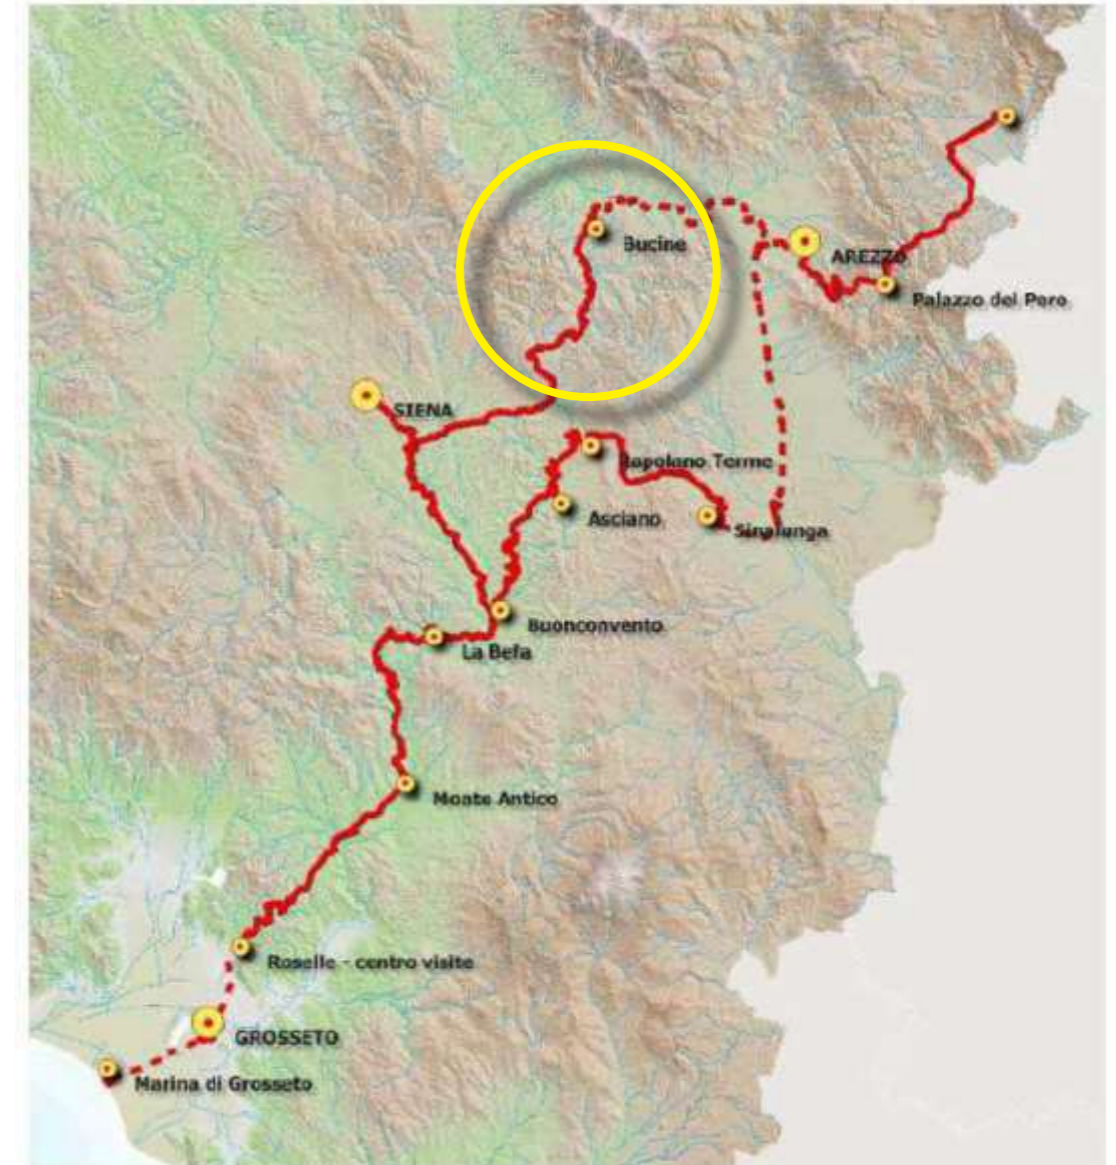 Bucine
AREZZO
Palazzo del Pero
SIENA
Rapolano Terme
Asciano
Sinalunga
Buonconvento
La Befa
Monte Antico
Roselle - centro visite
GROSSETO
Marina di Grosseto